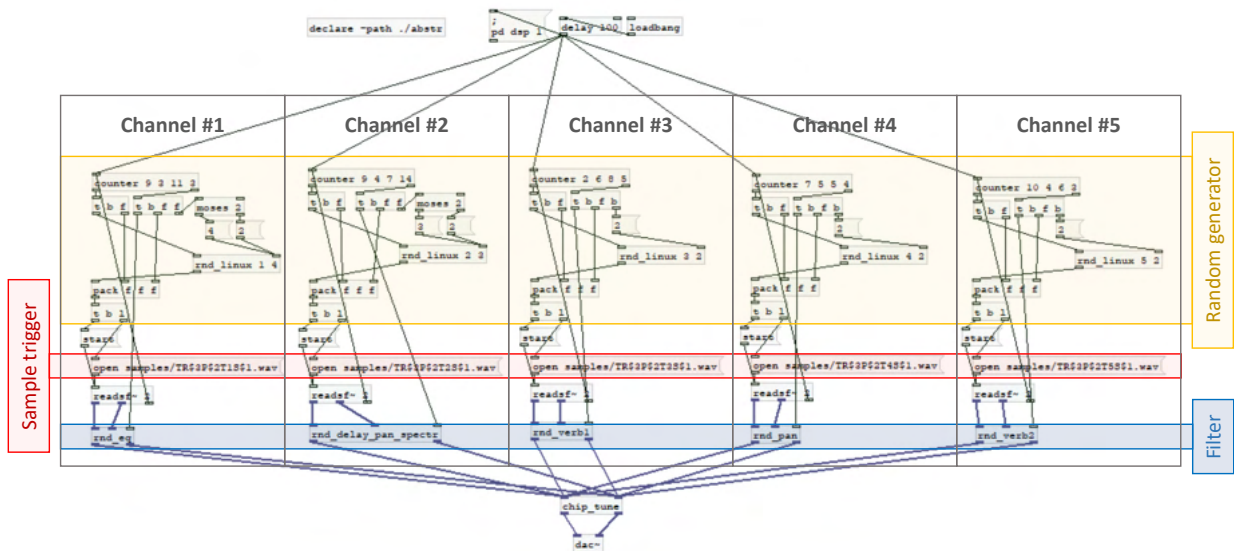 declare -path ./abstr
;
pd dsp 1
delay 100
loadbang
Channel #1
Channel #2
Channel #3
Channel #4
Channel #5
counter 9 3 11 3
counter 9 4 7 14
counter 2 6 8 5
counter 7 5 5 4
counter 10 4 6 3
t b f
t b f f f
moses 3
t b f
t b f f f
moses
t b f
t b f b
t b f
t b f b
t b f
t b f b
4
2
3
2
2
2
2
rnd_linux 1 4
rnd_linux 2 3
rnd_linux 3 2
rnd_linux 4 2
rnd_linux 5 2
pack f f f
pack f f f
pack f f f
pack f f f
pack f f f
t b l
t b l
t b l
t b l
t b l
start
start
start
start
start
open samples/TR$3P$2T1S$1.wav
open samples/TR$3P$2T2S$1.wav
open samples/TR$3P$2T3S$1.wav
open samples/TR$3P$2T4S$1.wav
open samples/TR$3P$2T5S$1.wav
readsf~
readsf~
readsf~
readsf~
readsf~
rnd_eq
rnd_delay_pan_spectr
rnd_verb1
rnd_pan
rnd_verb2
chip_tune
dac~
Sample trigger
Random generator
Filter